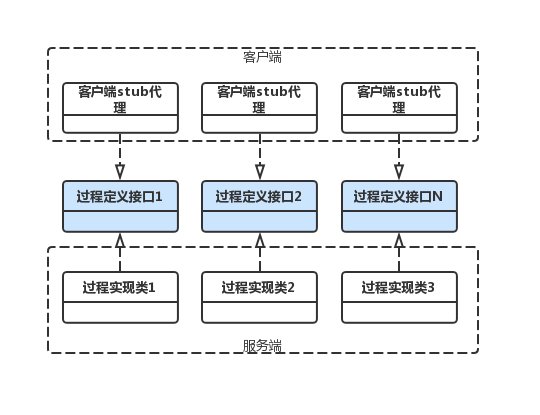 客户端
客户端stub代
理
客户端stub代
理
客户端stub代
理
过程定义接口1
过程定义接口2
过程定义接口N
过程实现类1
过程实现类2
过程实现类3
服务端